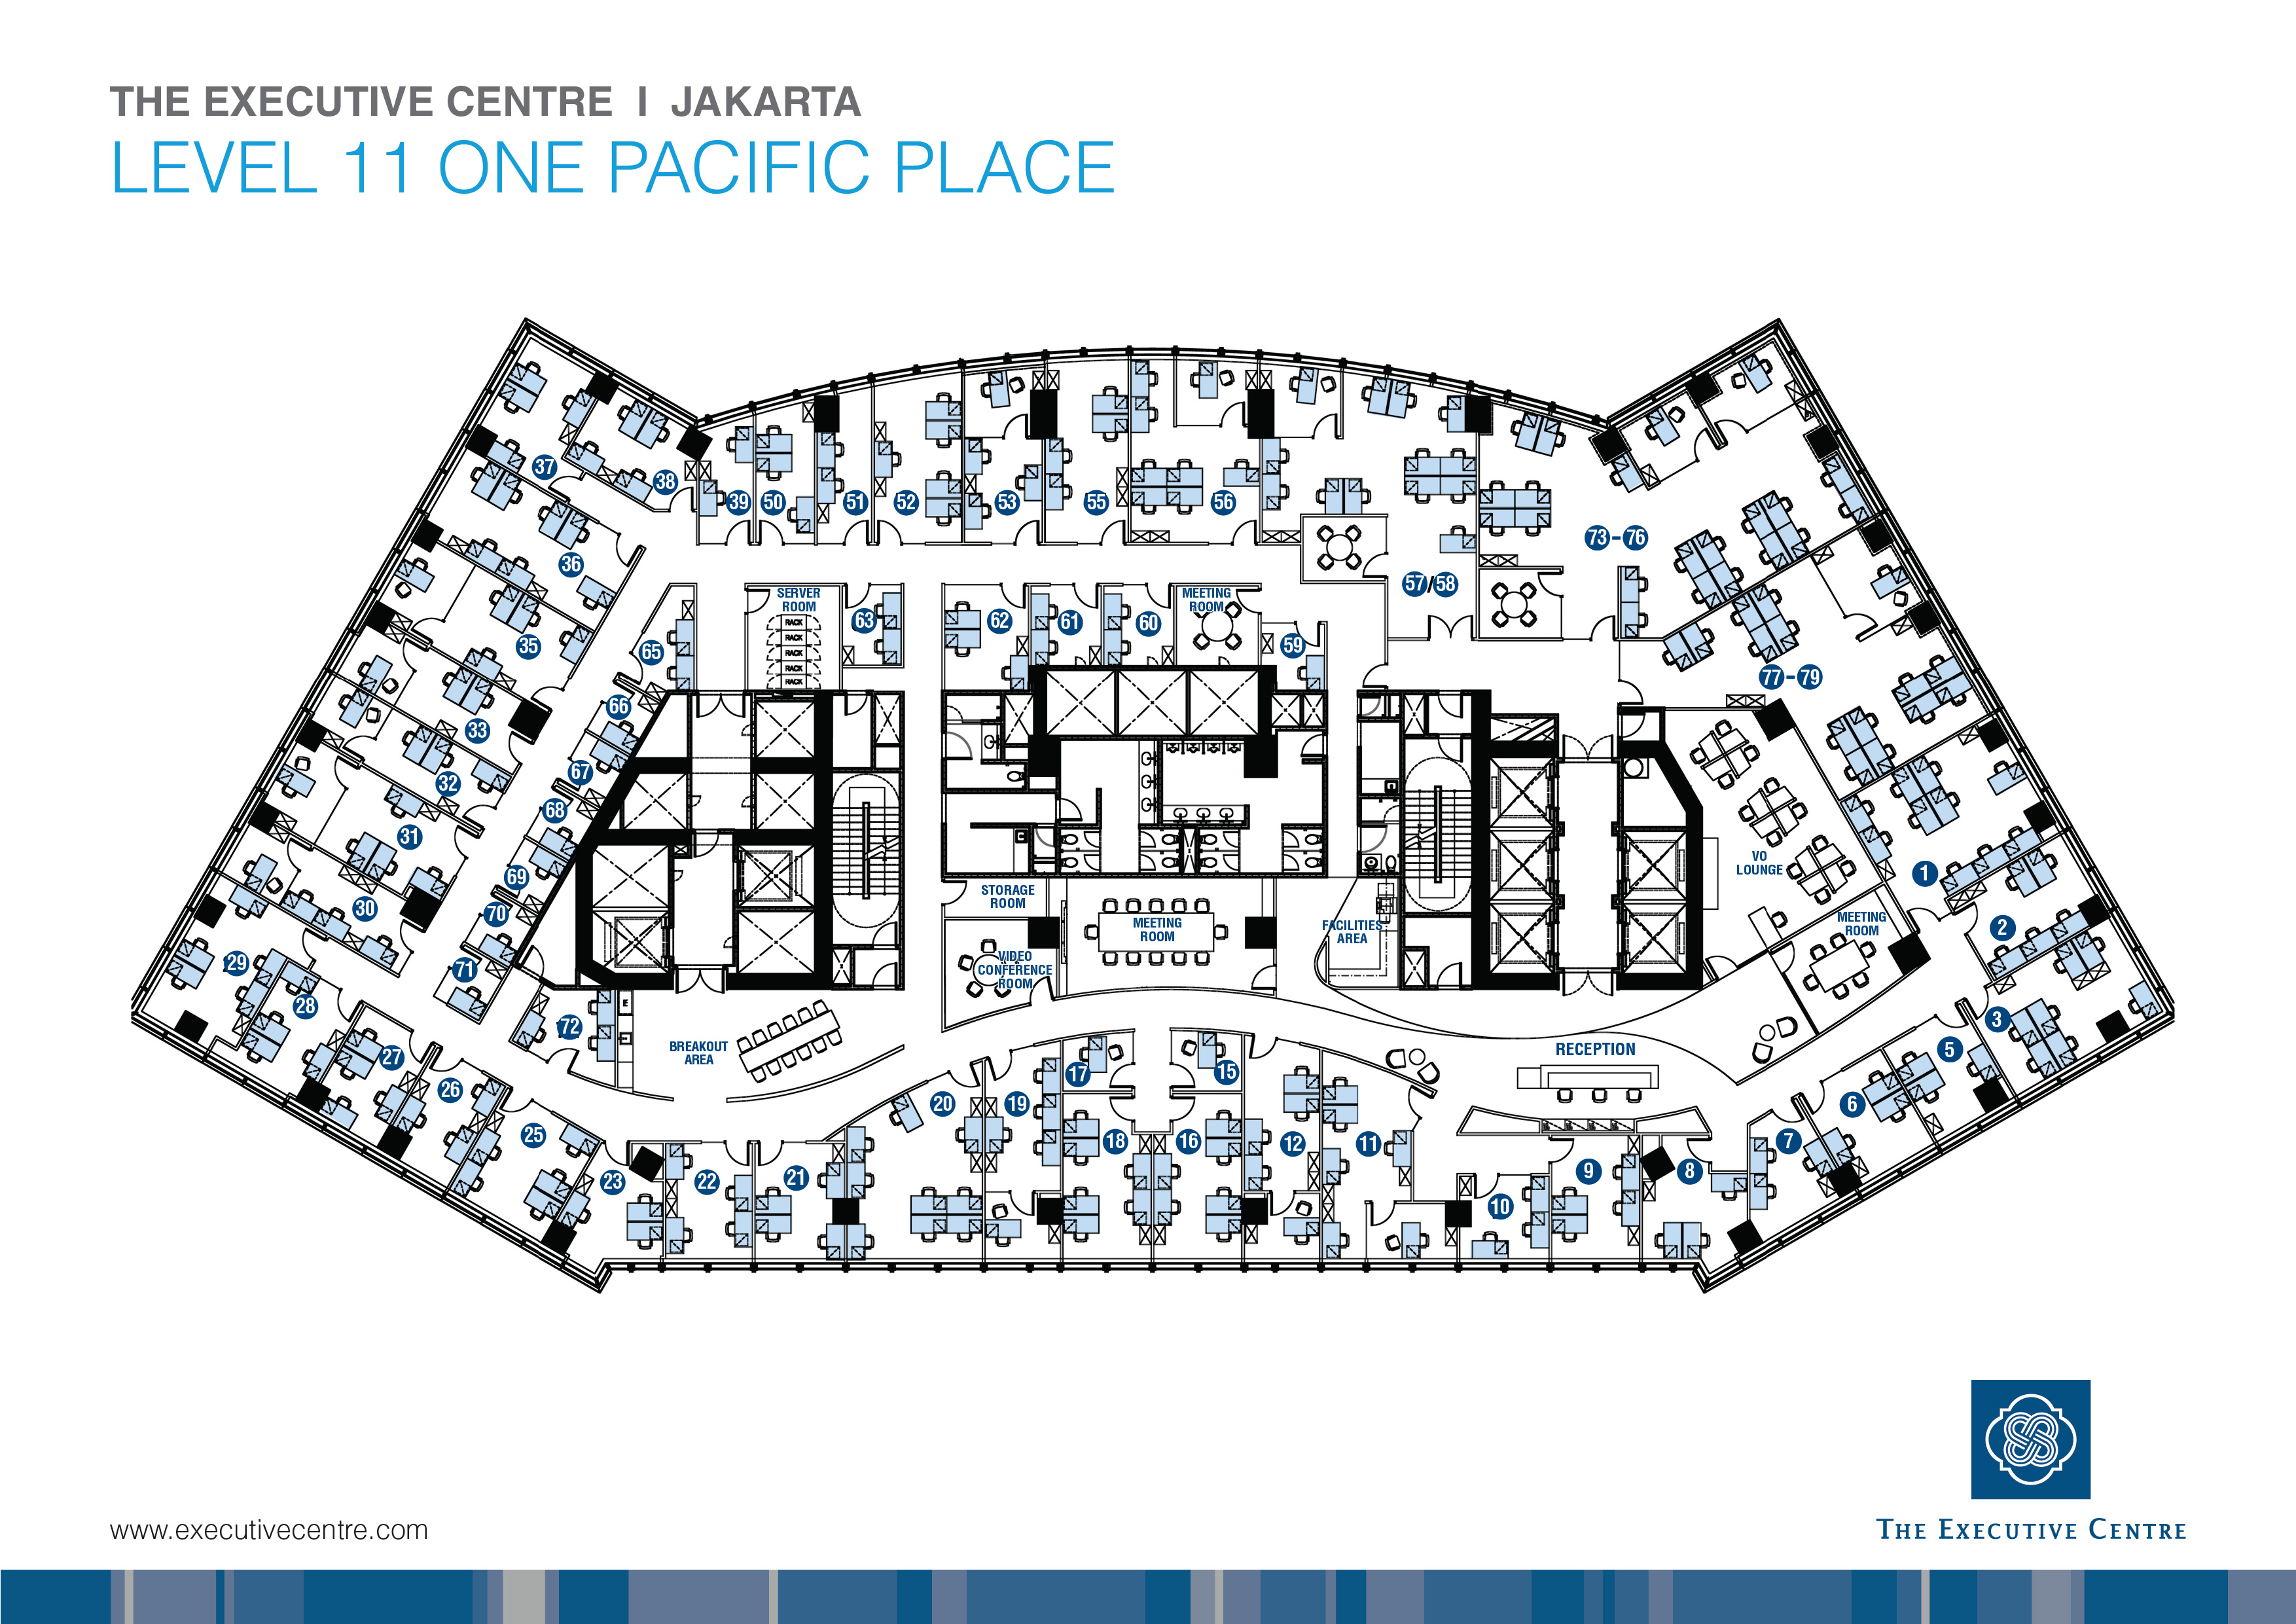 THE EXECUTIVE CENTRE I JAKARTA
LEVEL 11 ONE PACIFIC PLACE
37
38
39
50
51
52
53
55
56
36
73-76
57/58
SERVER
ROOM
RACK
RACK
RACK
RACK
RACK
63
62
61
60
MEETING
ROOM
59
35
65
77-79
66
33
67
32
68
31
69
30
70
71
29
28
72
27
26
25
E
BREAKOUT
AREA
STORAGE
ROOM
VIDEO
CONFERENCE
ROOM
MEETING
ROOM
FACILITIES
AREA
VO
LOUNGE
MEETING
ROOM
1
2
3
5
6
7
RECEPTION
17
15
20
19
18
16
12
11
23
22
21
10
9
8
www.executivecentre.com
THE EXECUTIVE CENTRE